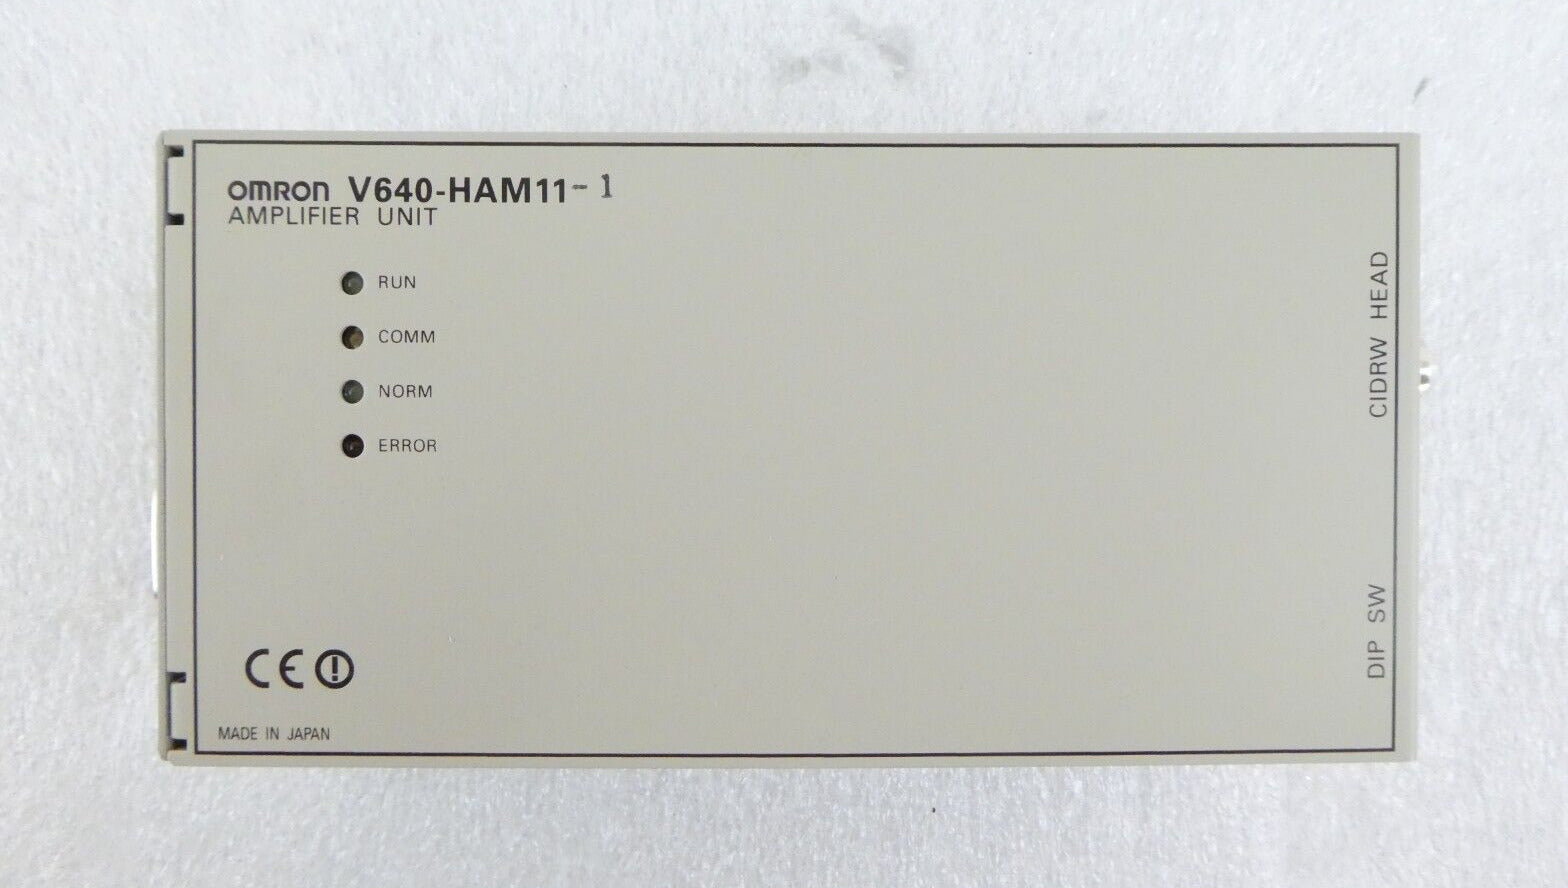 omron V640-HAM11-1
AMPLIFIER UNIT
RUN
COMM
NORM
ERROR
CIDRW HEAD
DIP SW
CE
MADE IN JAPAN